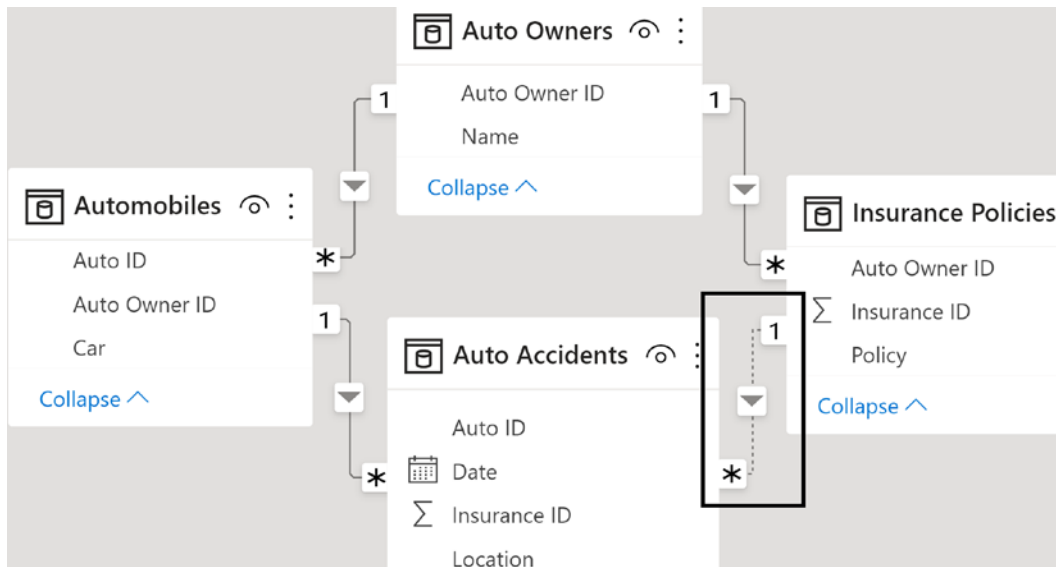 Auto Owners
1
Auto Owner ID
1
Name
Collapse
Automobiles
Auto ID
Auto Owner ID
Car
Collapse
*
1
Insurance Policies
Auto Owner ID
Insurance ID
Policy
Collapse
*
1
Auto Accidents
Auto ID
Date
Insurance ID
Location
*
*